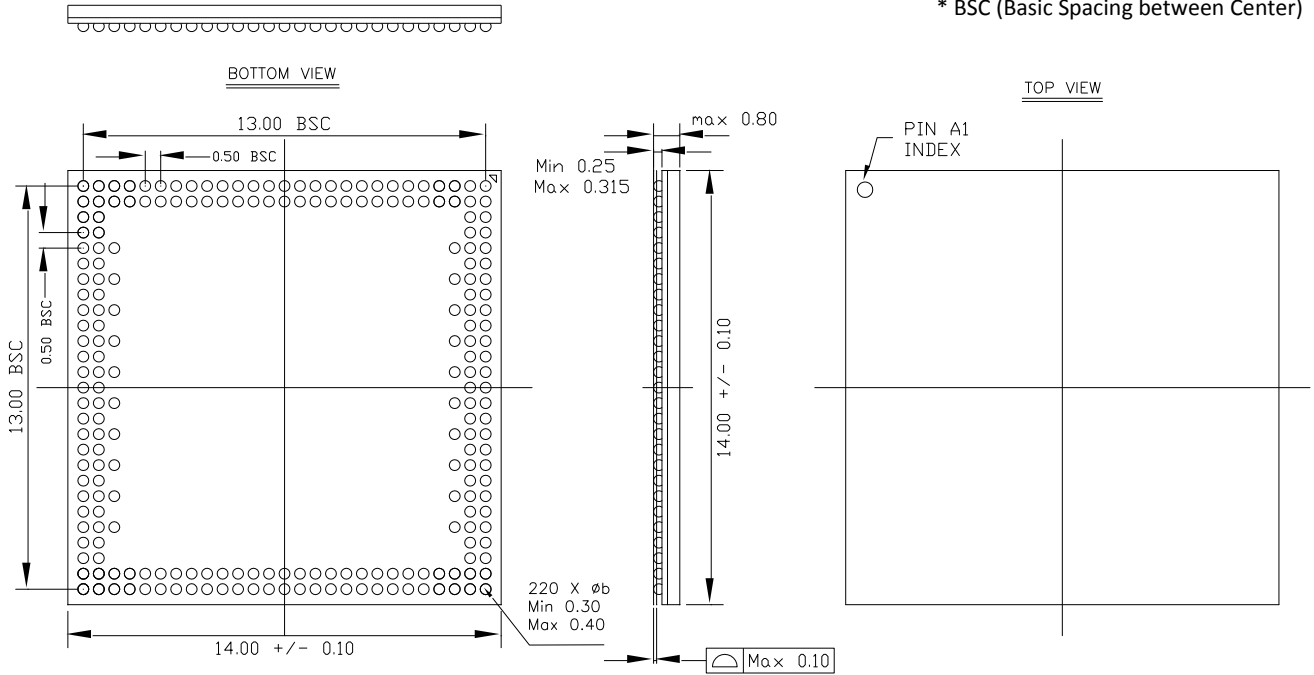 * BSC (Basic Spacing between Center)
BOTTOM VIEW
TOP VIEW
13.00 BSC
0.50 BSC
max 0.80
Min 0.25
Max 0.315
PIN A1
INDEX
0.50 BSC
13.00 BSC
14.00 +/- 0.10
220 X øb
Min 0.30
Max 0.40
14.00 +/- 0.10
Max 0.10